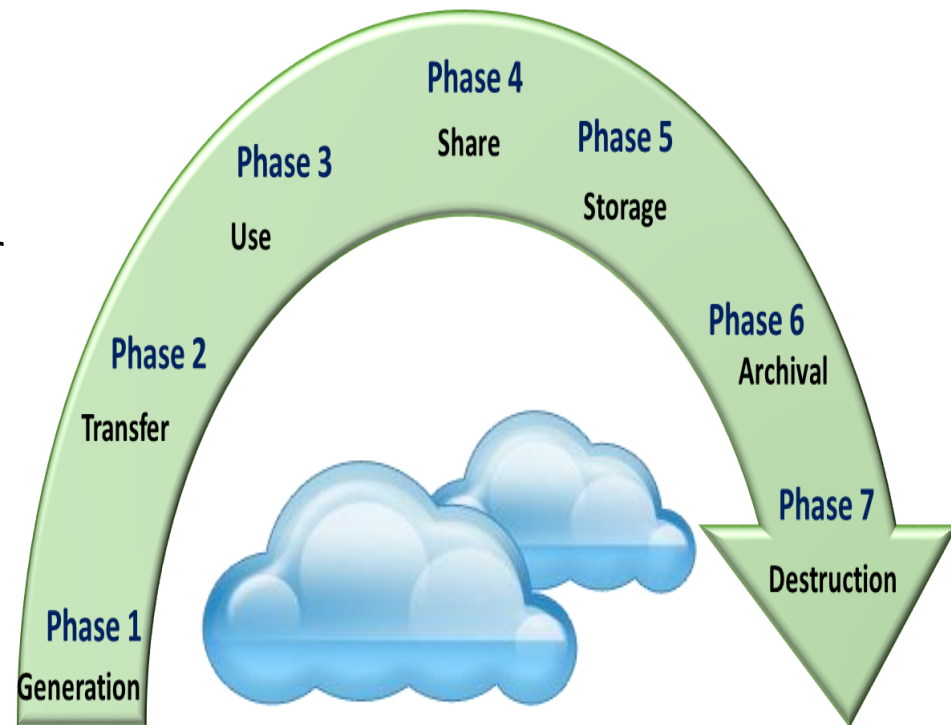 Phase 1
Generation
Phase 2
Transfer
Phase 3
Use
Phase 4
Share
Phase 5
Storage
Phase 6
Archival
Phase 7
Destruction